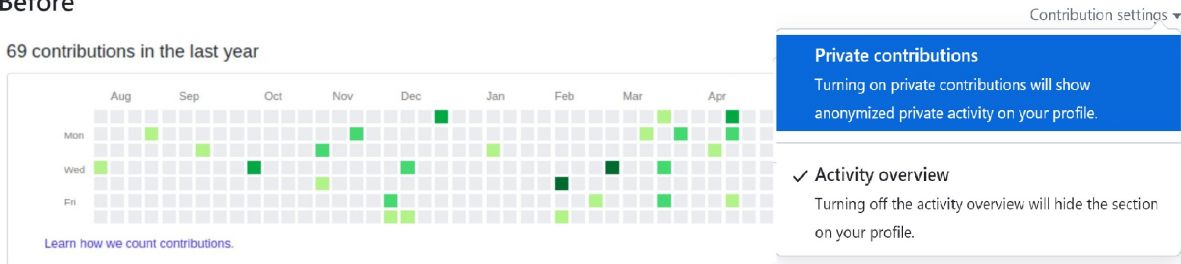 Before
Contribution settings
69 contributions in the last year
Private contributions
Turning on private contributions will show
anonymized private activity on your profile.
Aug Sep Oct Nov Dec Jan Feb Mar Apr
Mon
Wed
Fri
Activity overview
Turning off the activity overview will hide the section
on your profile.
Learn how we count contributions.